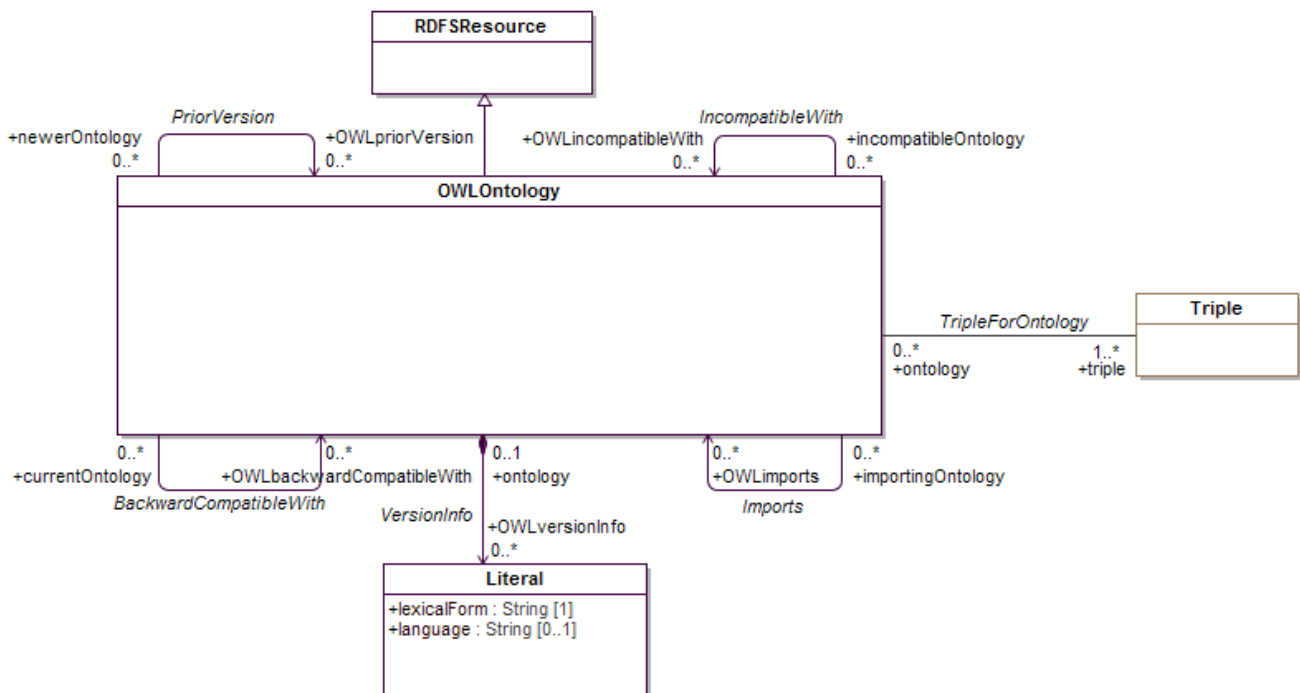 RDFSResource
PriorVersion
IncompatibleWith
+newerOntology
+OWLpriorVersion
+OWLincompatibleWith
+incompatibleOntology
0..*
0..*
0..*
0..*
OWLOntology
Triple
TripleForOntology
0..*
1..*
+ontology
+triple
0..*
0..*
0..1
0..*
0..*
+currentOntology
+OWLbackwardCompatibleWith
+ontology
+OWLimports
+importingOntology
BackwardCompatibleWith
Imports
VersionInfo
+OWLversionInfo
0..*
Literal
+lexicalForm : String [1]
+language : String [0..1]